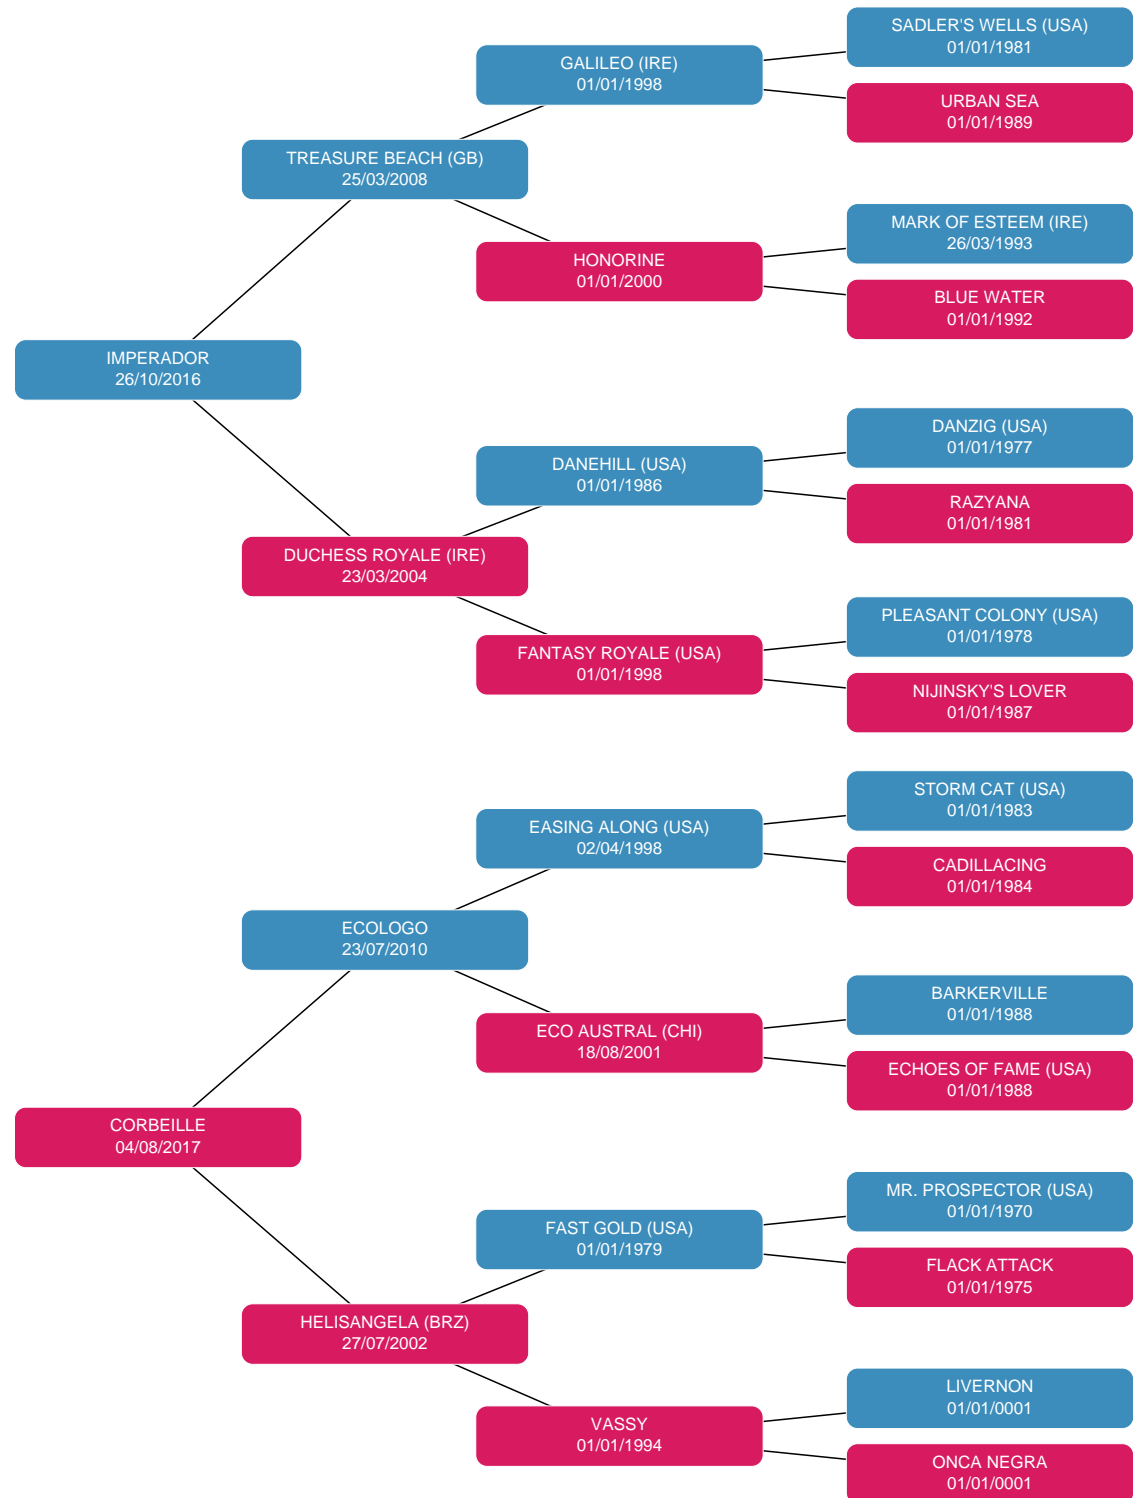 SADLER'S WELLS (USA)
01/01/1981
GALILEO (IRE)
01/01/1998
URBAN SEA
01/01/1989
TREASURE BEACH (GB)
25/03/2008
MARK OF ESTEEM (IRE)
26/03/1993
HONORINE
01/01/2000
BLUE WATER
01/01/1992
IMPERADOR
26/10/2016
DANZIG (USA)
01/01/1977
DANEHILL (USA)
01/01/1986
RAZYANA
01/01/1981
DUCHESS ROYALE (IRE)
23/03/2004
PLEASANT COLONY (USA)
01/01/1978
FANTASY ROYALE (USA)
01/01/1998
NIJINSKY'S LOVER
01/01/1987
STORM CAT (USA)
01/01/1983
EASING ALONG (USA)
02/04/1998
CADILLACING
01/01/1984
ECOLOGO
23/07/2010
BARKERVILLE
01/01/1988
ECO AUSTRAL (CHI)
18/08/2001
ECHOES OF FAME (USA)
01/01/1988
CORBEILLE
04/08/2017
MR. PROSPECTOR (USA)
01/01/1970
FAST GOLD (USA)
01/01/1979
FLACK ATTACK
01/01/1975
HELISANGELA (BRZ)
27/07/2002
LIVERNON
01/01/0001
VASSY
01/01/1994
ONCA NEGRA
01/01/0001